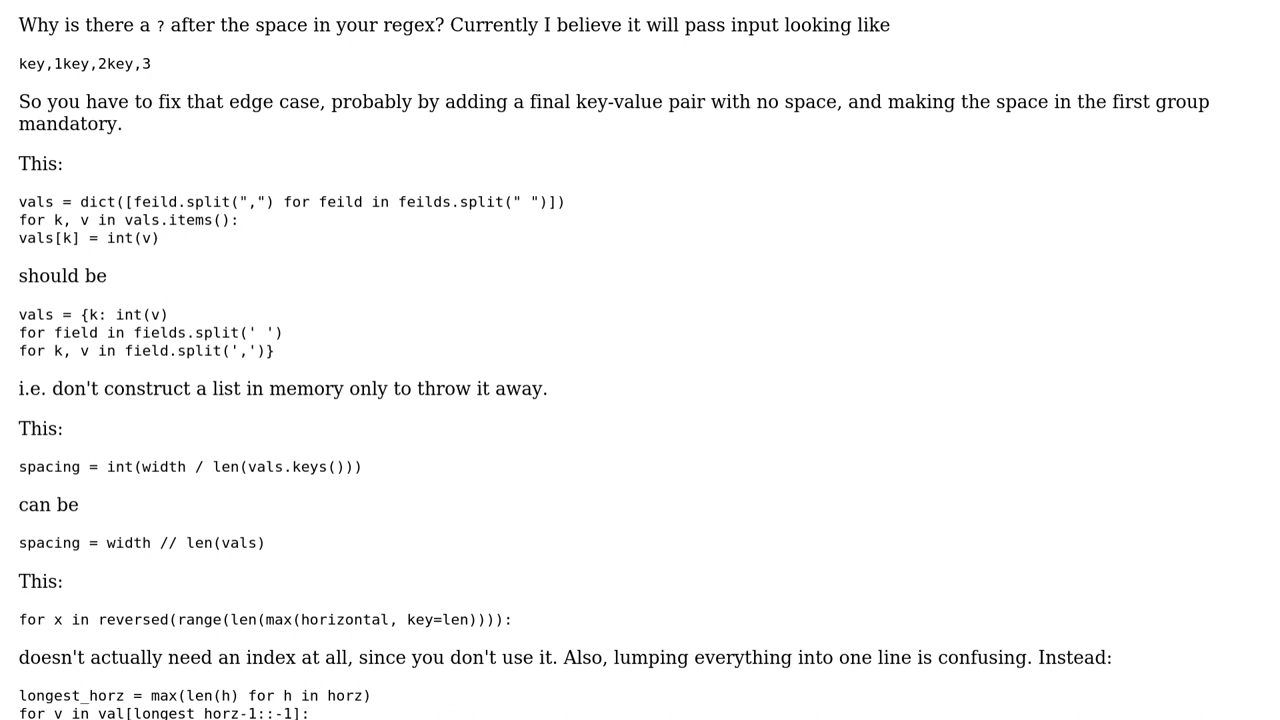 Why is there a ? after the space in your regex? Currently I believe it will pass input looking like
key,1key,2key,3
So you have to fix that edge case, probably by adding a final key-value pair with no space, and making the space in the first group
mandatory.
This:
vals = dict([feild.split(",") for feild in feilds.split(" ")])
for k, v in vals.items():
vals[k] = int(v)
should be
vals = {k: int(v)
for field in fields.split(' ')
for k, v in field.split(',')}
i.e. don't construct a list in memory only to throw it away.
This:
spacing = int(width / len(vals.keys()))
can be
spacing = width // len(vals)
This:
for x in reversed(range(len(max(horizontal, key=len)))):
doesn't actually need an index at all, since you don't use it. Also, lumping everything into one line is confusing. Instead:
longest_horz = max(len(h) for h in horz)
for v in val[longest_horz-1::-1]: